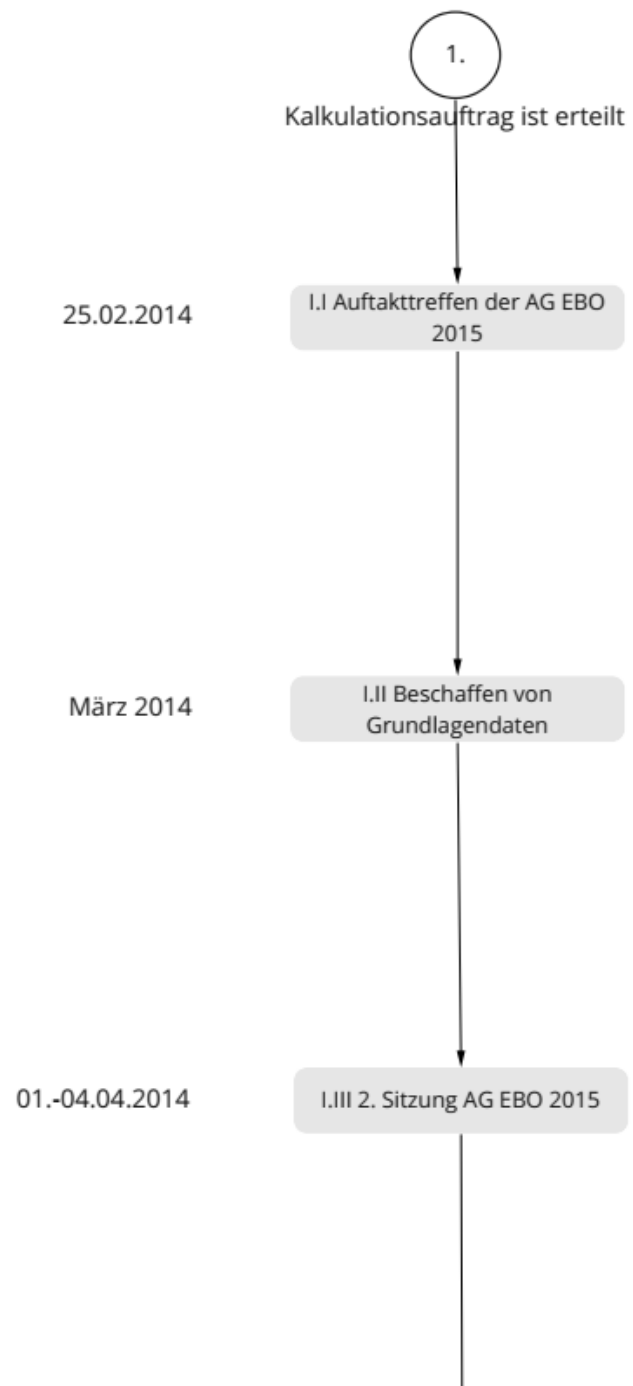 1.
Kalkulationsauftrag ist erteilt
25.02.2014
I.I Auftakttreffen der AG EBO
2015
März 2014
I.II Beschaffen von
Grundlagendaten
01.-04.04.2014
I.III 2. Sitzung AG EBO 2015